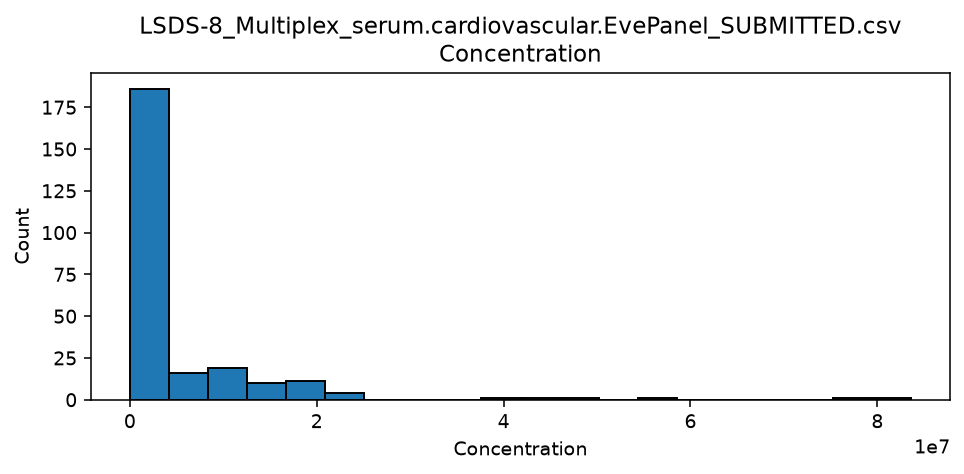 LSDS-8_Multiplex_serum.cardiovascular.EvePanel_SUBMITTED.csv
Concentration
175
150
125
100
75
50
25
0
Count
0 2 4 6 8
1e7
Concentration